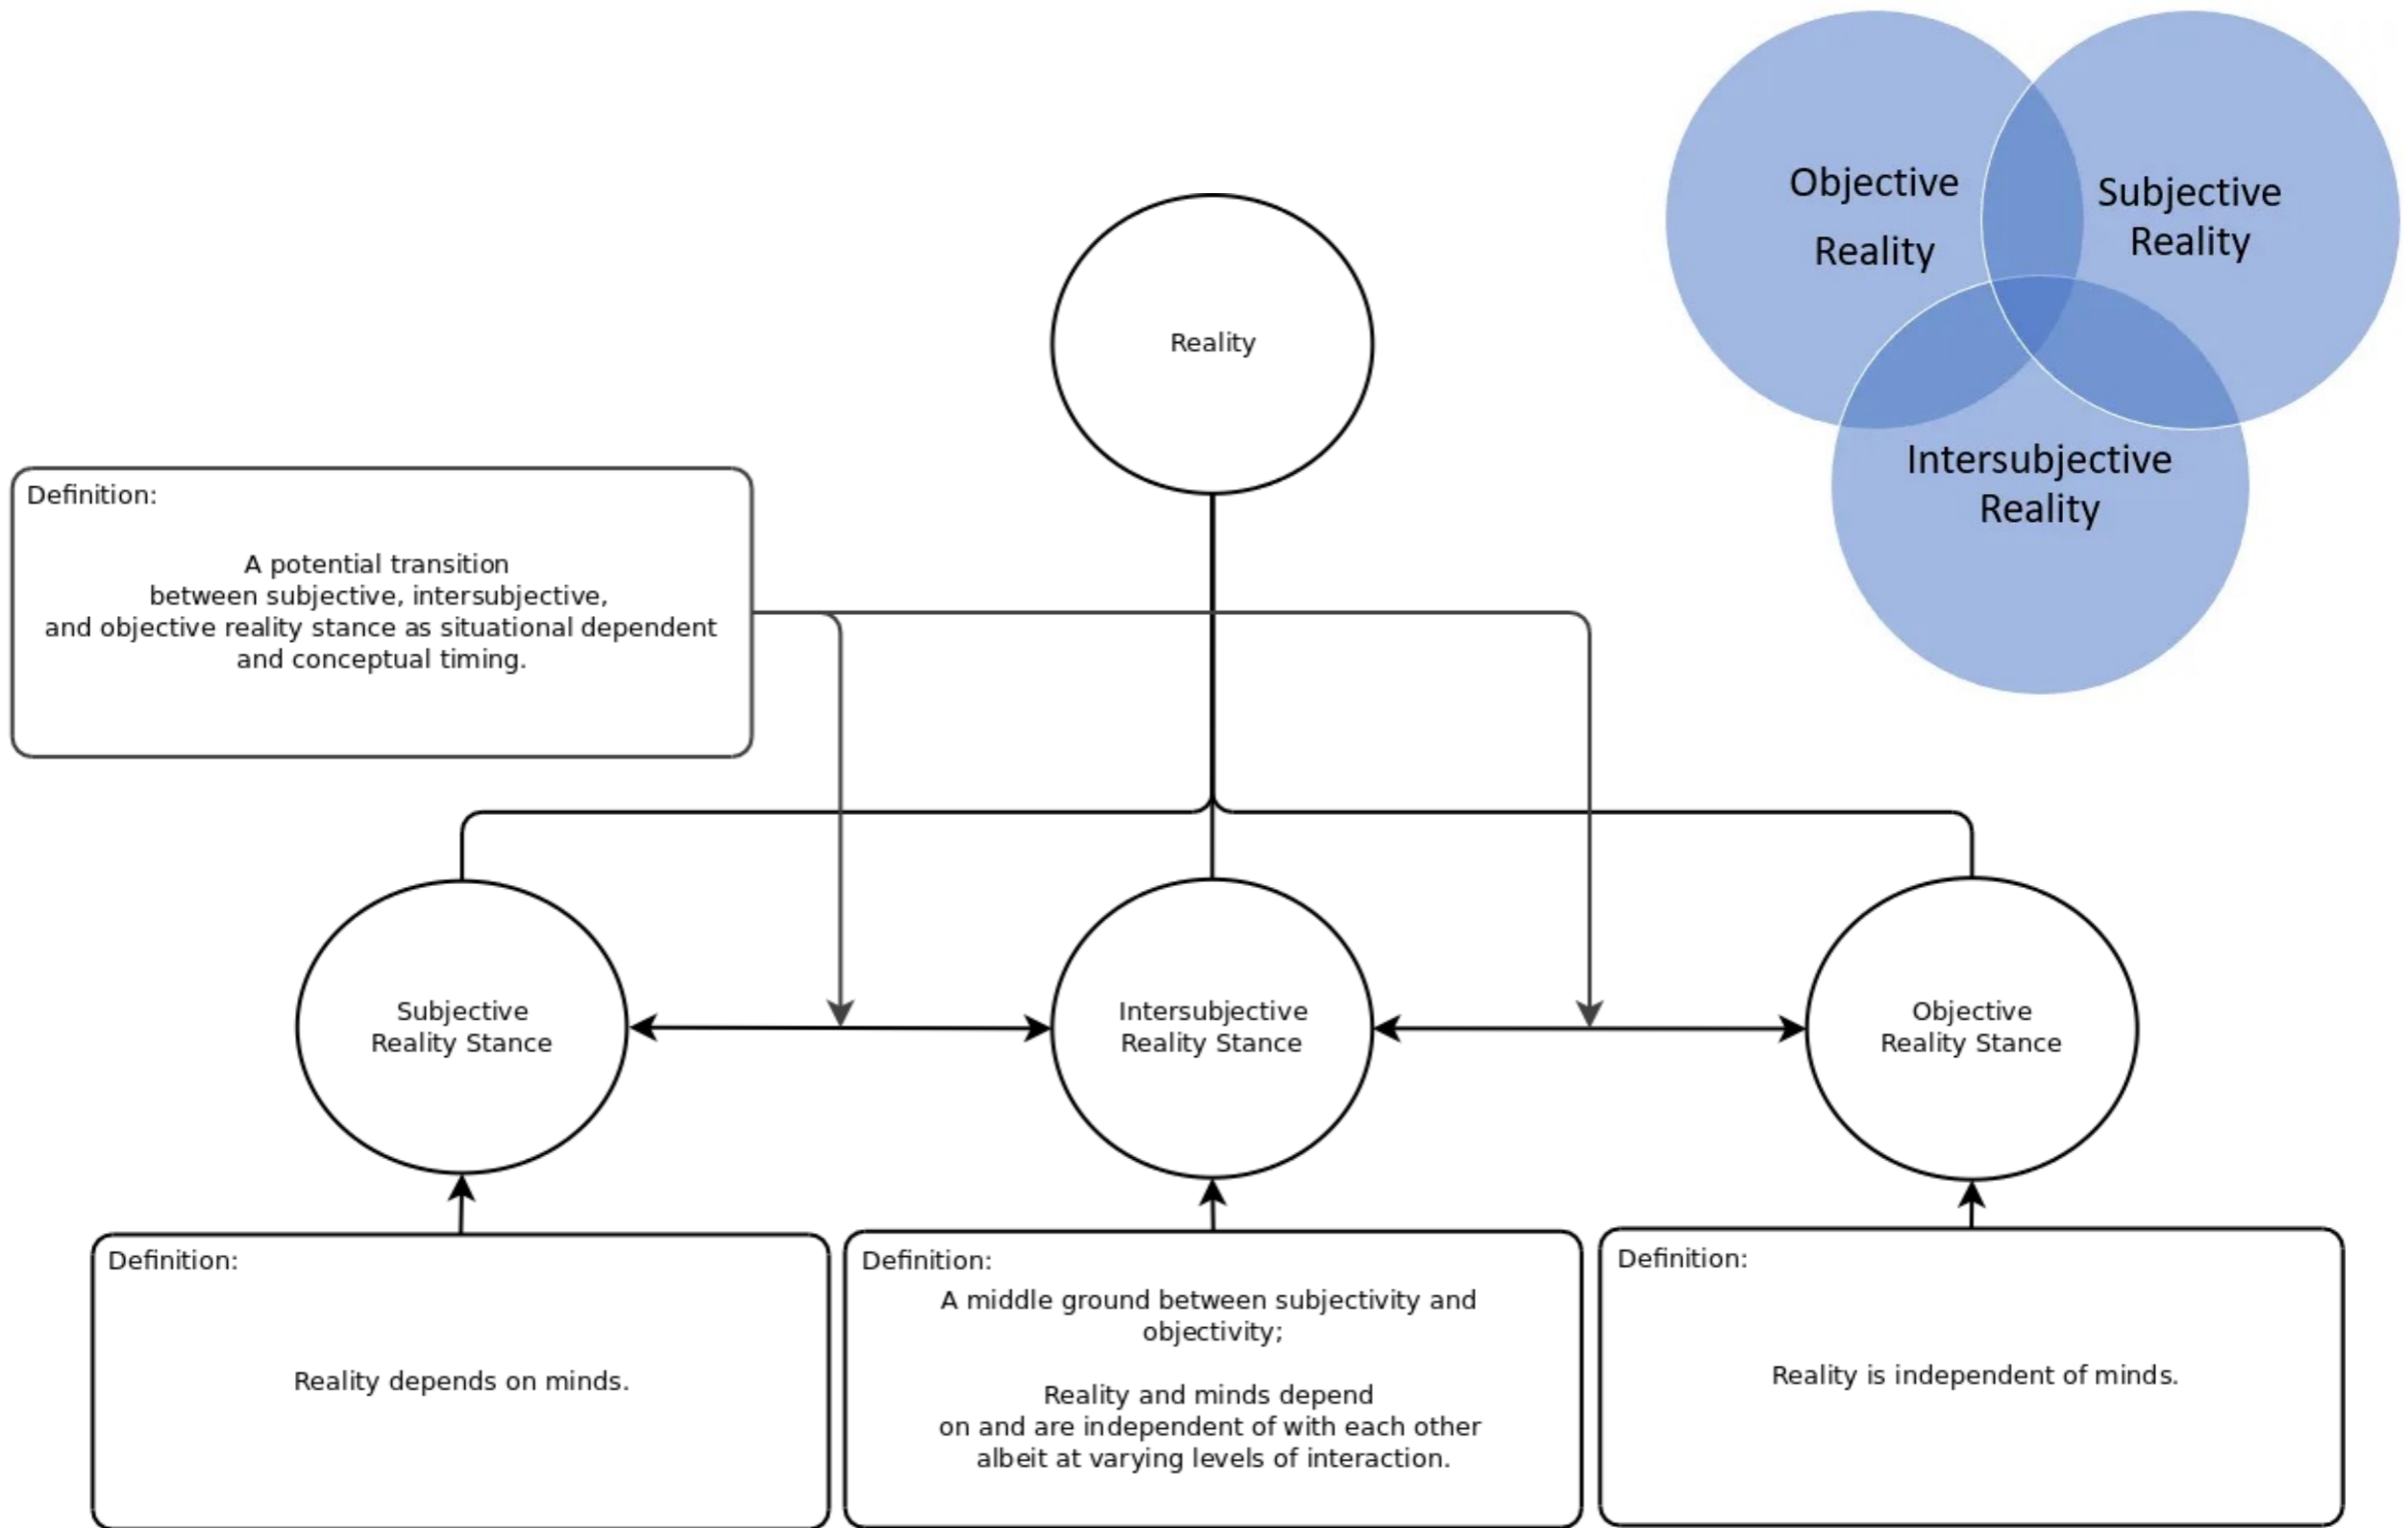 Objective
Reality
Subjective
Reality
Intersubjective
Reality
Reality
Definition:
A potential transition
between subjective, intersubjective,
and objective reality stance as situational dependent
and conceptual timing.
Subjective
Reality Stance
Intersubjective
Reality Stance
Objective
Reality Stance
Definition:
Reality depends on minds.
Definition:
A middle ground between subjectivity and
objectivity;
Reality and minds depend
on and are independent of with each other
albeit at varying levels of interaction.
Definition:
Reality is independent of minds.